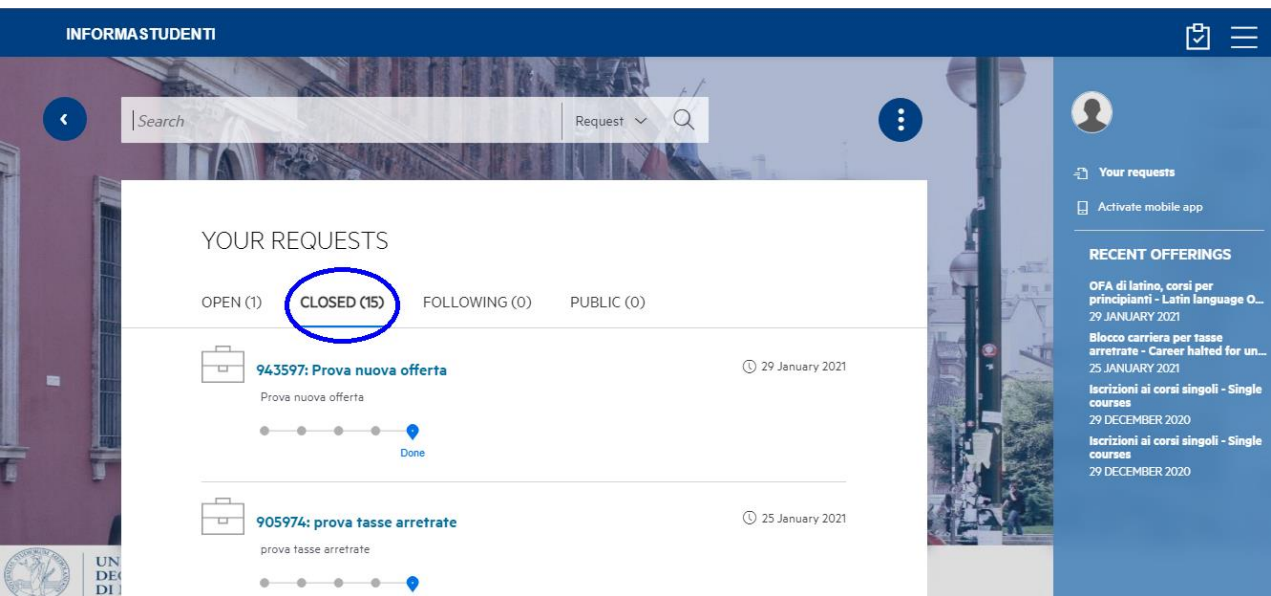 INFORMASTUDENTI
Search
Request
YOUR REQUESTS
OPEN (1)
CLOSED (15)
FOLLOWING (0)
PUBLIC (0)
943597: Prova nuova offerta
29 January 2021
Prova nuova offerta
Done
905974: prova tasse arretrate
25 January 2021
prova tasse arretrate
Your requests
Activate mobile app
RECENT OFFERINGS
OFA di latino, corsi per
principianti - Latin language O...
29 JANUARY 2021
Blocco carriera per tasse
arretrate - Career halted for un...
25 JANUARY 2021
Iscrizioni ai corsi singoli - Single
courses
29 DECEMBER 2020
Iscrizioni ai corsi singoli - Single
courses
29 DECEMBER 2020
UN
DE
DI